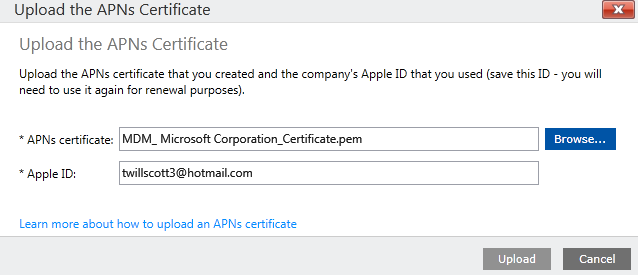 Upload the APNs Certificate
Upload the APNs Certificate
Upload the APNs certificate that you created and the company's Apple ID that you used (save this ID - you will
need to use it again for renewal purposes).
* APNs certificate: MDM_ Microsoft Corporation_Certificate.pem Browse...
* Apple ID: twillscott3@hotmail.com
Learn more about how to upload an APNs certificate
Upload Cancel